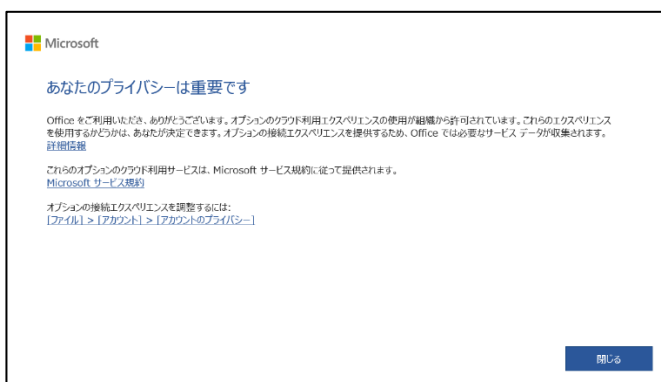 Microsoft
あなたのプライバシーは重要です
Office をご利用いただき、ありがとうございます。オプションのクラウド利用エクスペリエンスの使用が組織から許可されています。これらのエクスペリエンス
を使用するかどうかは、あなたが決定できます。オプションの接続エクスペリエンスを提供するため、Office では必要なサービス データが収集されます。
詳細情報
これらのオプションのクラウド利用サービスは、Microsoft サービス規約に従って提供されます。
Microsoft サービス規約
オプションの接続エクスペリエンスを調整するには:
[ファイル] > [アカウント] > [アカウントのプライバシー]
閉じる